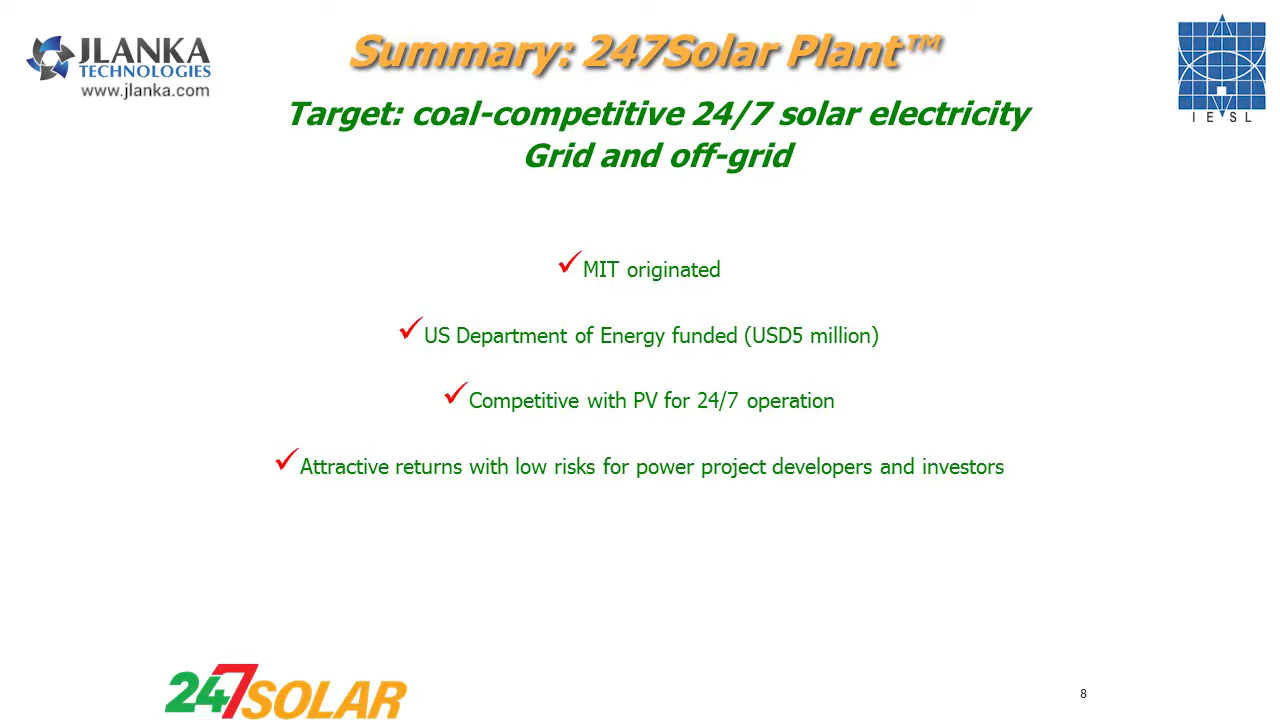 JLANKA
TECHNOLOGIES
www.jlanka.com
Summary: 247Solar Plant™
IESL
Target: coal-competitive 24/7 solar electricity
Grid and off-grid
✓MIT originated
✓US Department of Energy funded (USD5 million)
✓Competitive with PV for 24/7 operation
✓Attractive returns with low risks for power project developers and investors
247SOLAR
8